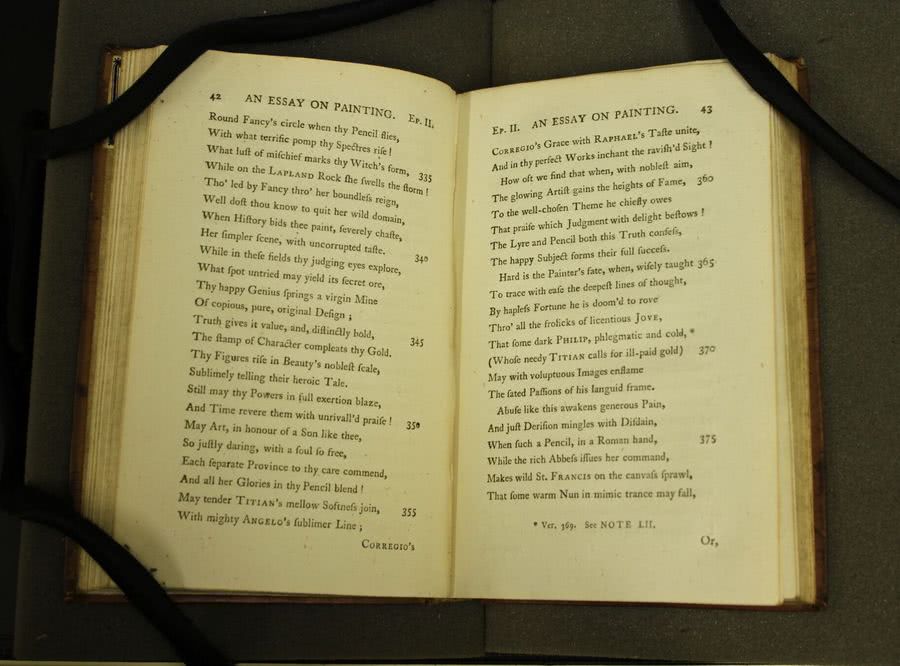 42 AN ESSAY ON PAINTING. Ep. II.
Round Fancy's circle when thy Pencil flies,
With what terrific pomp thy Spectres rise!
What lust of mischief marks thy Witch's form, 335
While on the LAPLAND Rock she swells the storm!
Tho' led by Fancy thro' her boundless reign,
Well dost thou know to quit her wild domain,
When History bids thee paint, severely chaste,
Her simpler scene, with uncorrupted taste. 340
While in these fields thy judging eyes explore,
What spot untried may yield its secret ore,
Thy happy Genius springs a virgin Mine
Of copious, pure, original Design;
Truth gives it value, and, distinctly bold, 345
The stamp of Character compleats thy Gold.
Thy Figures rise in Beauty's noblest scale,
Sublimely telling their heroic Tale.
Still may thy Powers in full exertion blaze,
And Time revere them with unrivall'd praise! 350
May Art, in honour of a Son like thee,
So justly daring, with a soul so free,
Each separate Province to thy care commend,
And all her Glories in thy Pencil blend!
May tender TITIAN's mellow Softness join, 355
With mighty ANGELO's sublimer Line;
CORREGIO's
Ep. II. AN ESSAY ON PAINTING. 43
CORREGIO's Grace with RAPHAEL's Taste unite,
And in thy perfect Works inchant the ravish'd Sight!
How oft we find that when, with noblest aim,
The glowing Artist gains the heights of Fame, 360
To the well-chosen Theme he chiefly owes
That praise which Judgment with delight bestows!
The Lyre and Pencil both this Truth confess,
The happy Subject forms their full success.
Hard is the Painter's fate, when, wisely taught 365
To trace with ease the deepest lines of thought,
By hapless Fortune he is doom'd to rove
Thro' all the frolicks of licentious JOVE,
That some dark PHILIP, phlegmatic and cold, *
(Whose needy TITIAN calls for ill-paid gold) 370
May with voluptuous Images enflame
The sated Passions of his languid frame.
Abuse like this awakens generous Pain,
And just Derision mingles with Disdain,
When such a Pencil, in a Roman hand, 375
While the rich Abbess issues her command,
Makes wild St. FRANCIS on the canvass sprawl,
That some warm Nun in mimic trance may fall,
* Ver. 369. See NOTE LII.
Or,